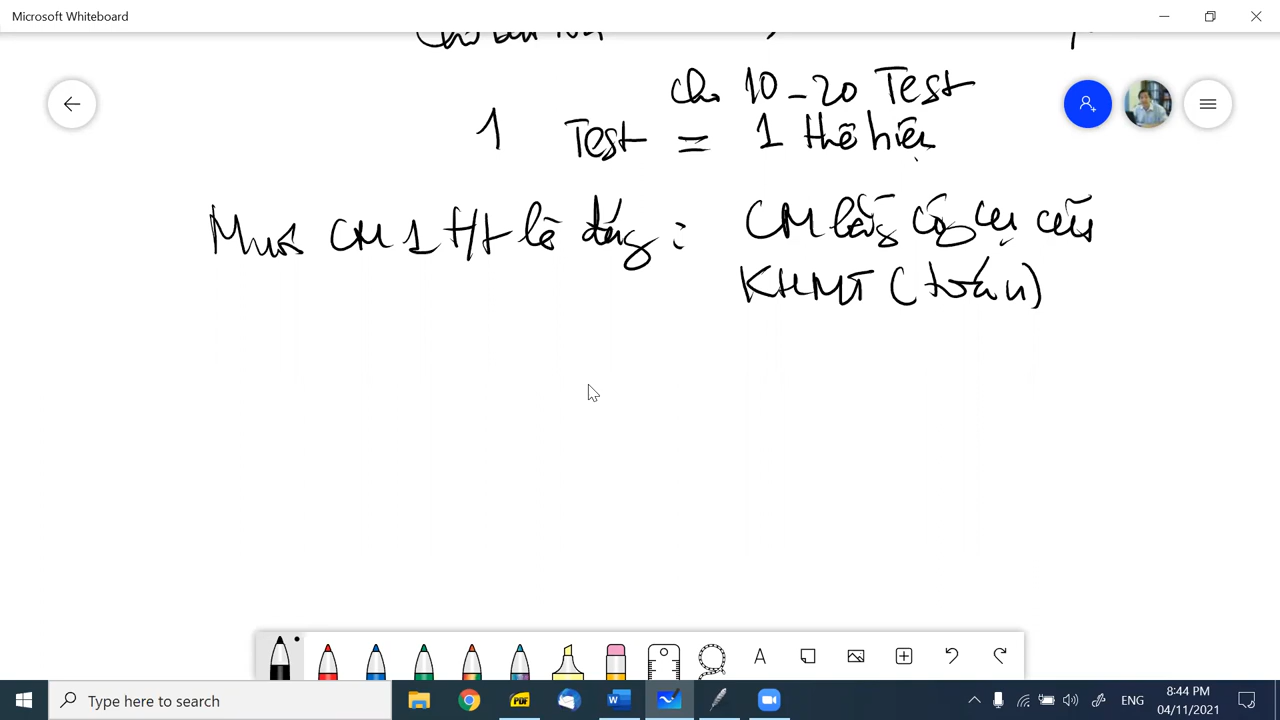 Microsoft Whiteboard
cho 10-20 Test
1 Test = 1 thể hiện
Muốn CM 1 T/T là đúng: CM bằng công cụ của
KHMT (toán)
Type here to search
ENG
8:44 PM
04/11/2021